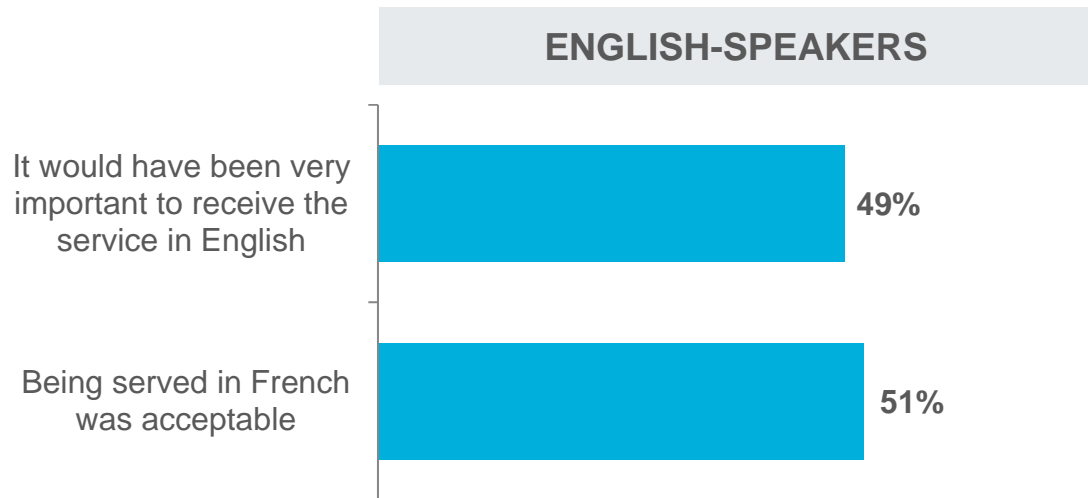 ENGLISH-SPEAKERS
It would have been very
important to receive the
service in English
49%
Being served in French
was acceptable
51%